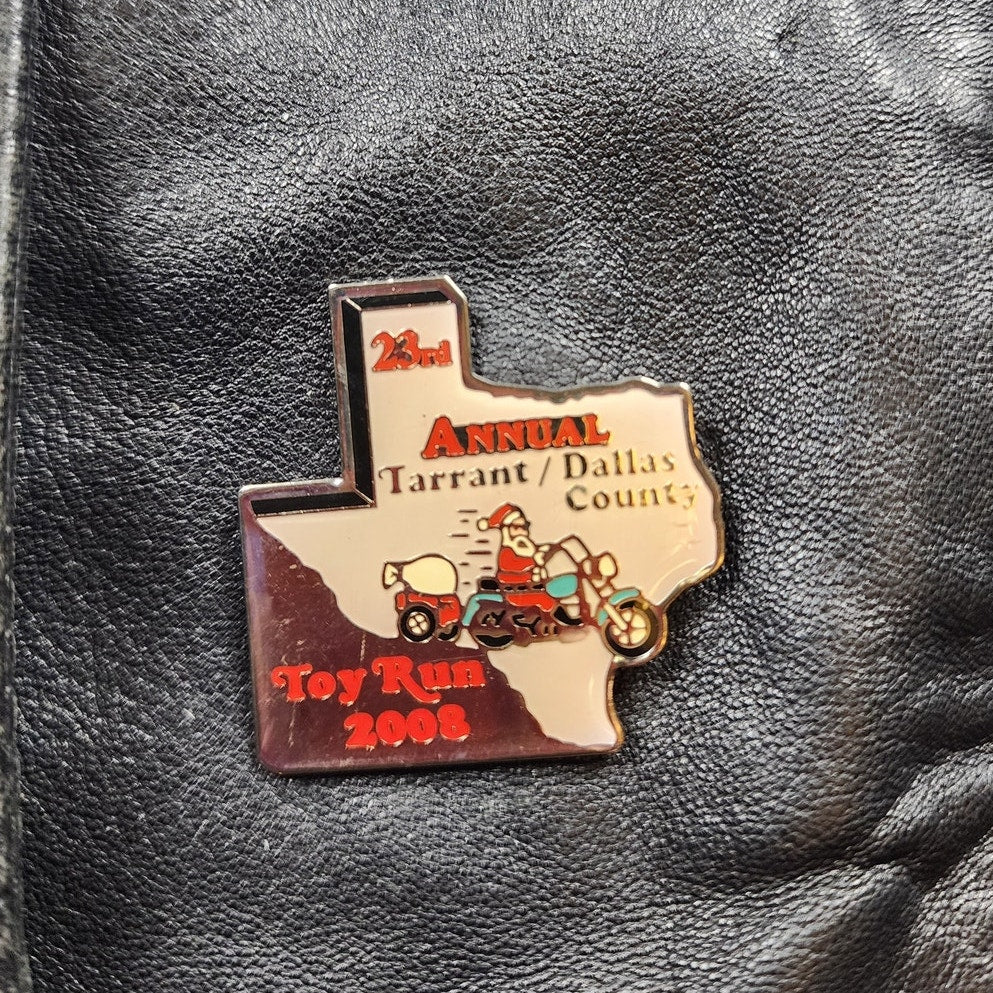 23rd
ANNUAL
Tarrant / Dallas
County
Toy Run
2008